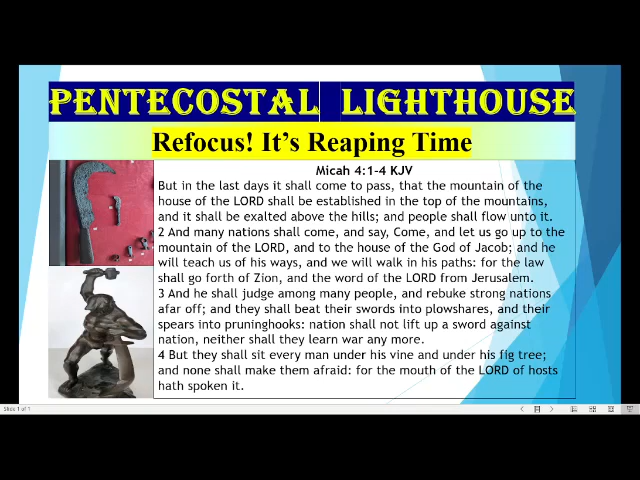 PENTECOSTAL LIGHTHOUSE
Refocus! It's Reaping Time
Micah 4:1-4 KJV
But in the last days it shall come to pass, that the mountain of the
house of the LORD shall be established in the top of the mountains,
and it shall be exalted above the hills; and people shall flow unto it.
2 And many nations shall come, and say, Come, and let us go up to the
mountain of the LORD, and to the house of the God of Jacob; and he
will teach us of his ways, and we will walk in his paths: for the law
shall go forth of Zion, and the word of the LORD from Jerusalem.
3 And he shall judge among many people, and rebuke strong nations
afar off; and they shall beat their swords into plowshares, and their
spears into pruninghooks: nation shall not lift up a sword against
nation, neither shall they learn war any more.
4 But they shall sit every man under his vine and under his fig tree;
and none shall make them afraid: for the mouth of the LORD of hosts
hath spoken it.
Slide 1 of 1